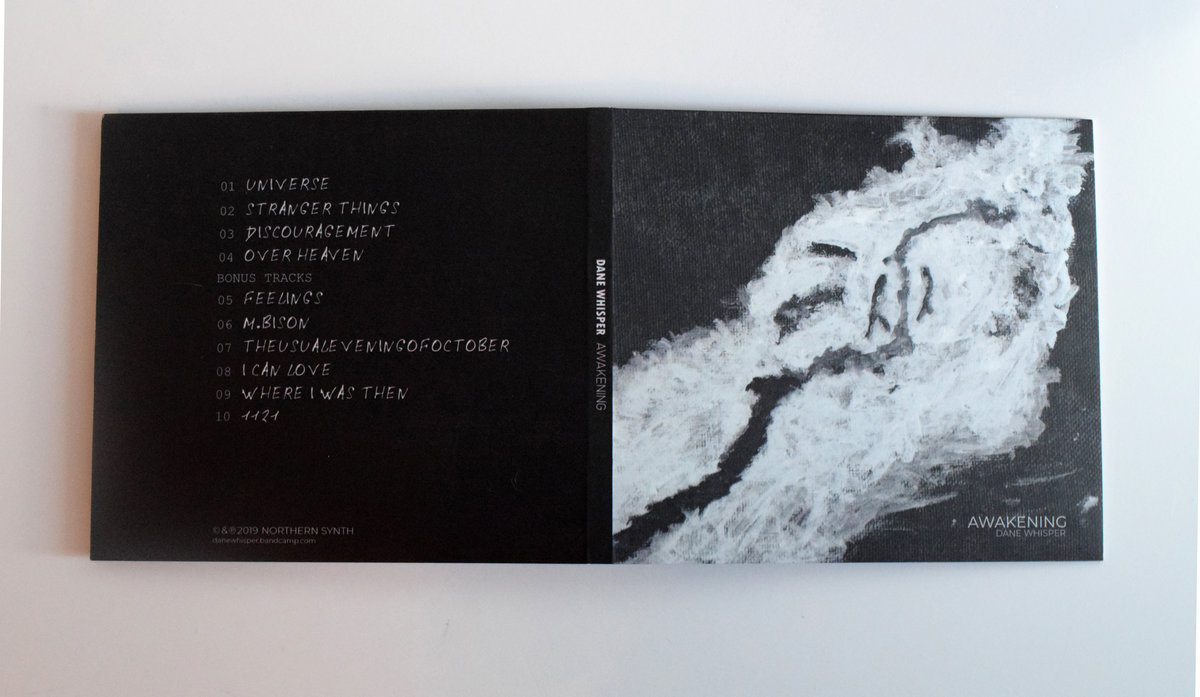 01 UNIVERSE
02 STRANGER THINGS
03 DISCOURAGEMENT
04 OVER HEAVEN
BONUS TRACKS
05 FEELINGS
06 M.BISON
07 THEUSUALEVENINGOFOCTOBER
08 I CAN LOVE
09 WHERE I WAS THEN
10 1121
©&℗2019 NORTHERN SYNTH
danewhisper.bandcamp.com
DANE WHISPER AWAKENING
AWAKENING
DANE WHISPER